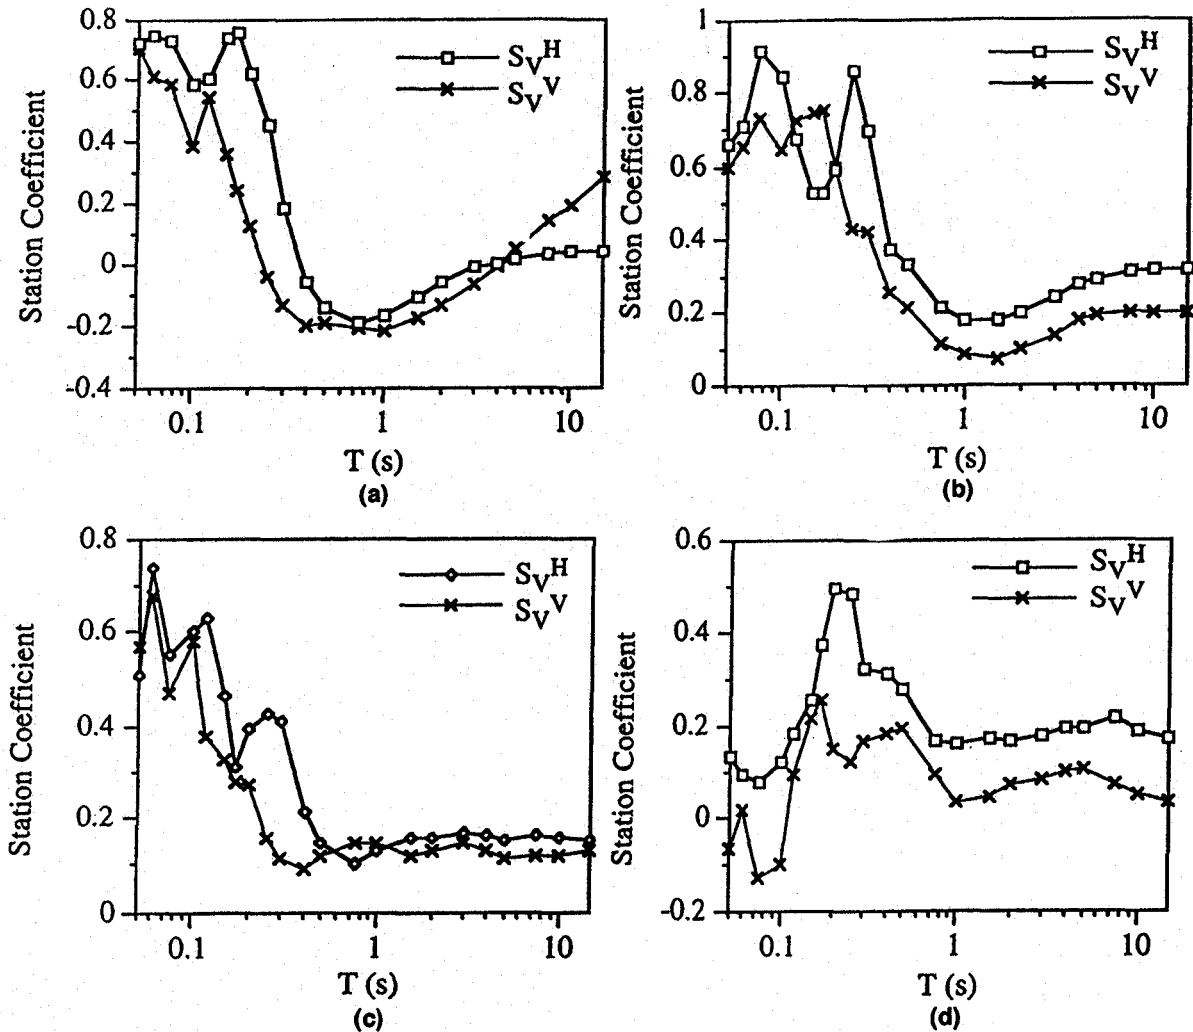 0.8
0.6
0.4
0.2
0
-0.2
-0.4
Station Coefficient
S_V^H
S_V^V
0.1
1
10
T (s)
(a)
1
0.8
0.6
0.4
0.2
0
Station Coefficient
S_V^H
S_V^V
0.1
1
10
T (s)
(b)
0.8
0.6
0.4
0.2
0
Station Coefficient
S_V^H
S_V^V
0.1
1
10
T (s)
(c)
0.6
0.4
0.2
0
-0.2
Station Coefficient
S_V^H
S_V^V
0.1
1
10
T (s)
(d)